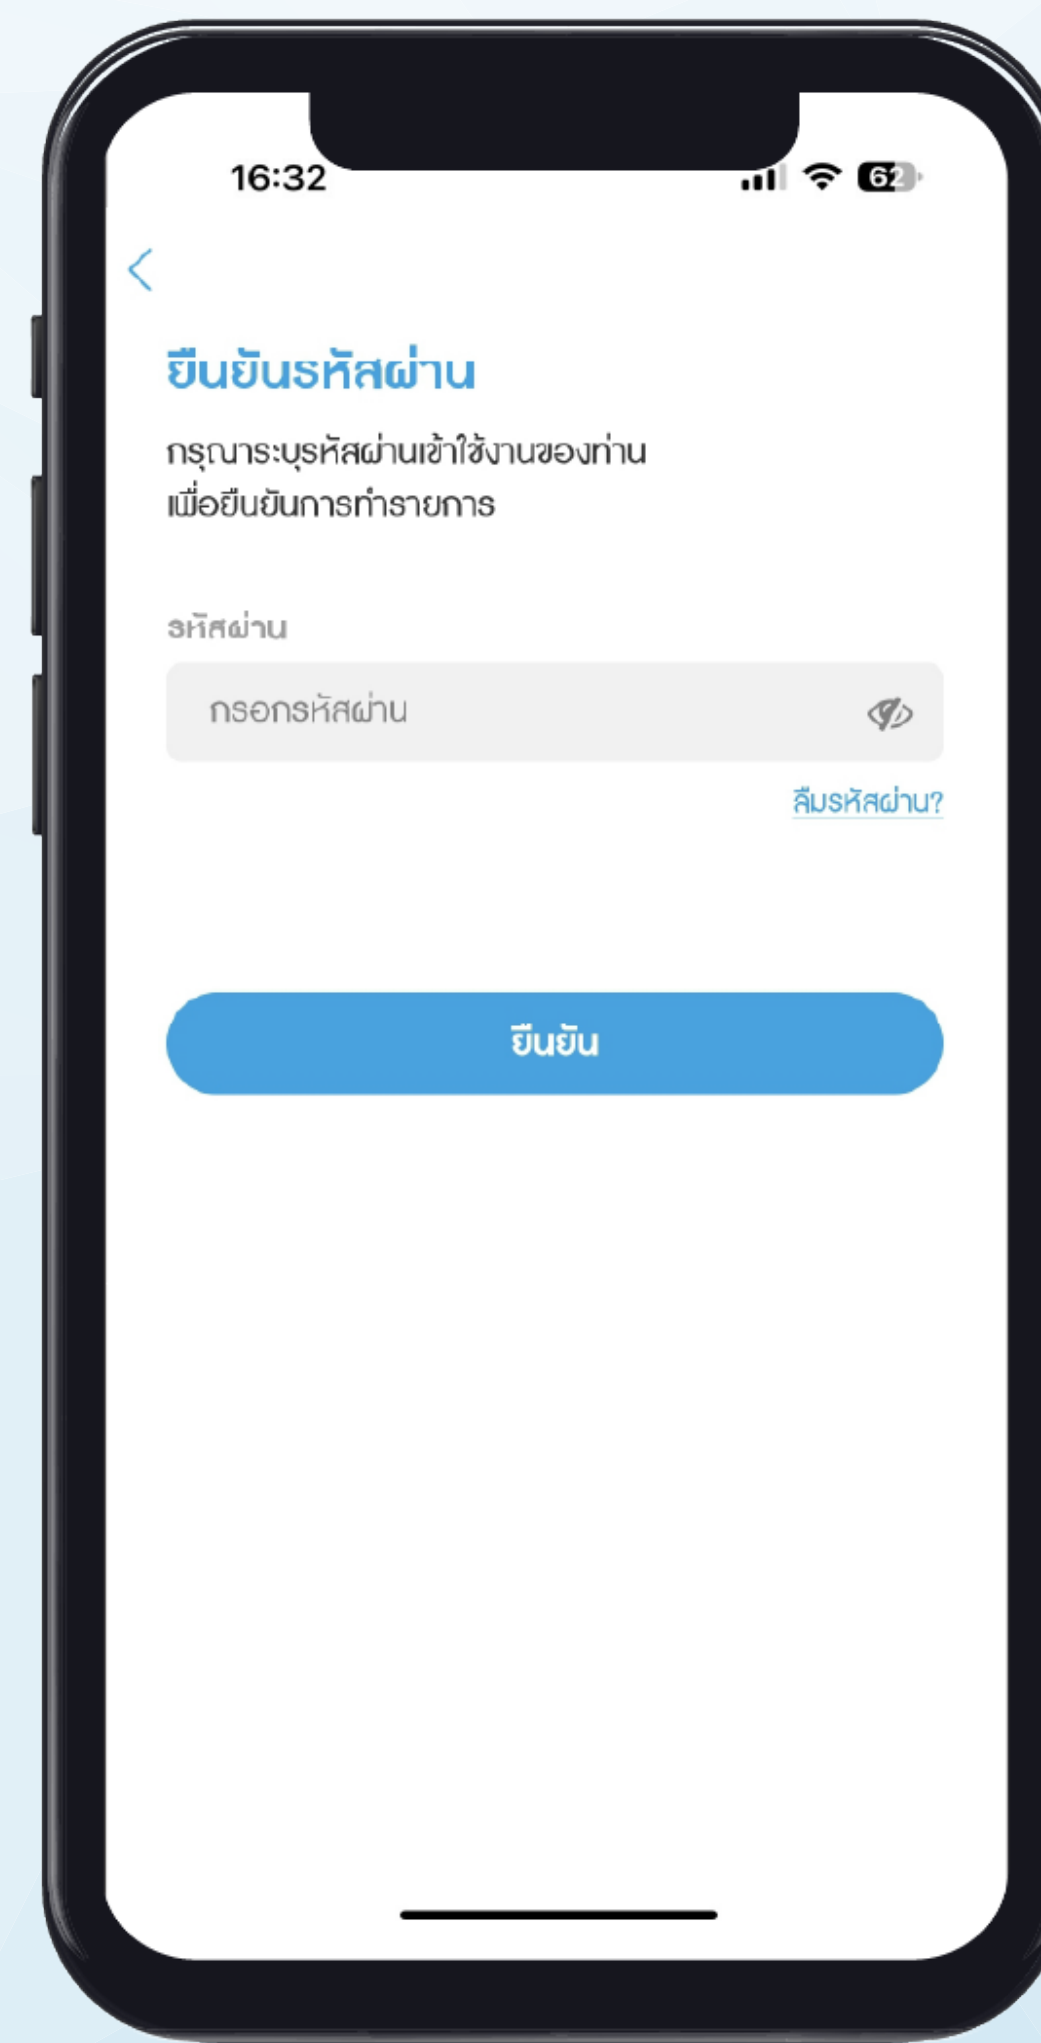 16:32
62
ยืนยันรหัสผ่าน
กรุณาระบุรหัสผ่านเข้าใช้งานของท่าน
เพื่อยืนยันการทำรายการ
รหัสผ่าน
กรอกรหัสผ่าน
ลืมรหัสผ่าน?
ยืนยัน